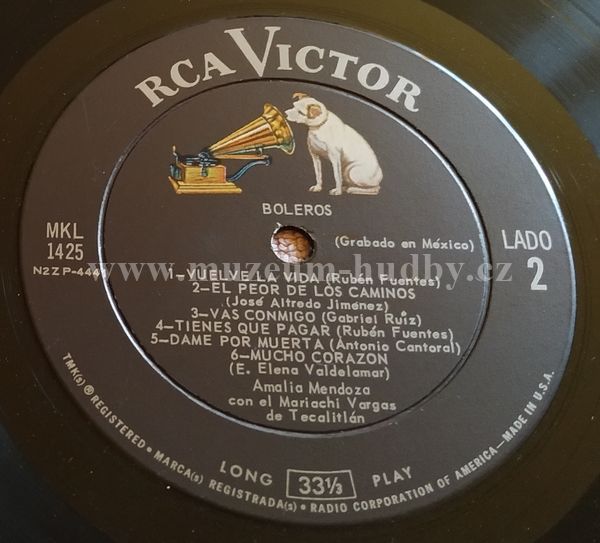 RCA VICTOR
BOLEROS
(Grabado en México)
MKL
1425
N2ZP-4444
LADO
2
1-VUELVE LA VIDA (Rubén Fuentes)
2-EL PEOR DE LOS CAMINOS
(José Alfredo Jiménez)
3-VAS CONMIGO (Gabriel Ruiz)
4-TIENES QUE PAGAR (Rubén Fuentes)
5-DAME POR MUERTA (Antonio Cantoral)
6-MUCHO CORAZON
(E. Elena Valdelamar)
Amalia Mendoza
con el Mariachi Vargas
de Tecalitlán
LONG 33⅓ PLAY
TMK(s) ® REGISTERED • MARCA(s) REGISTRADA(s) • RADIO CORPORATION OF AMERICA—MADE IN U.S.A.
www.muzeum-hudby.cz